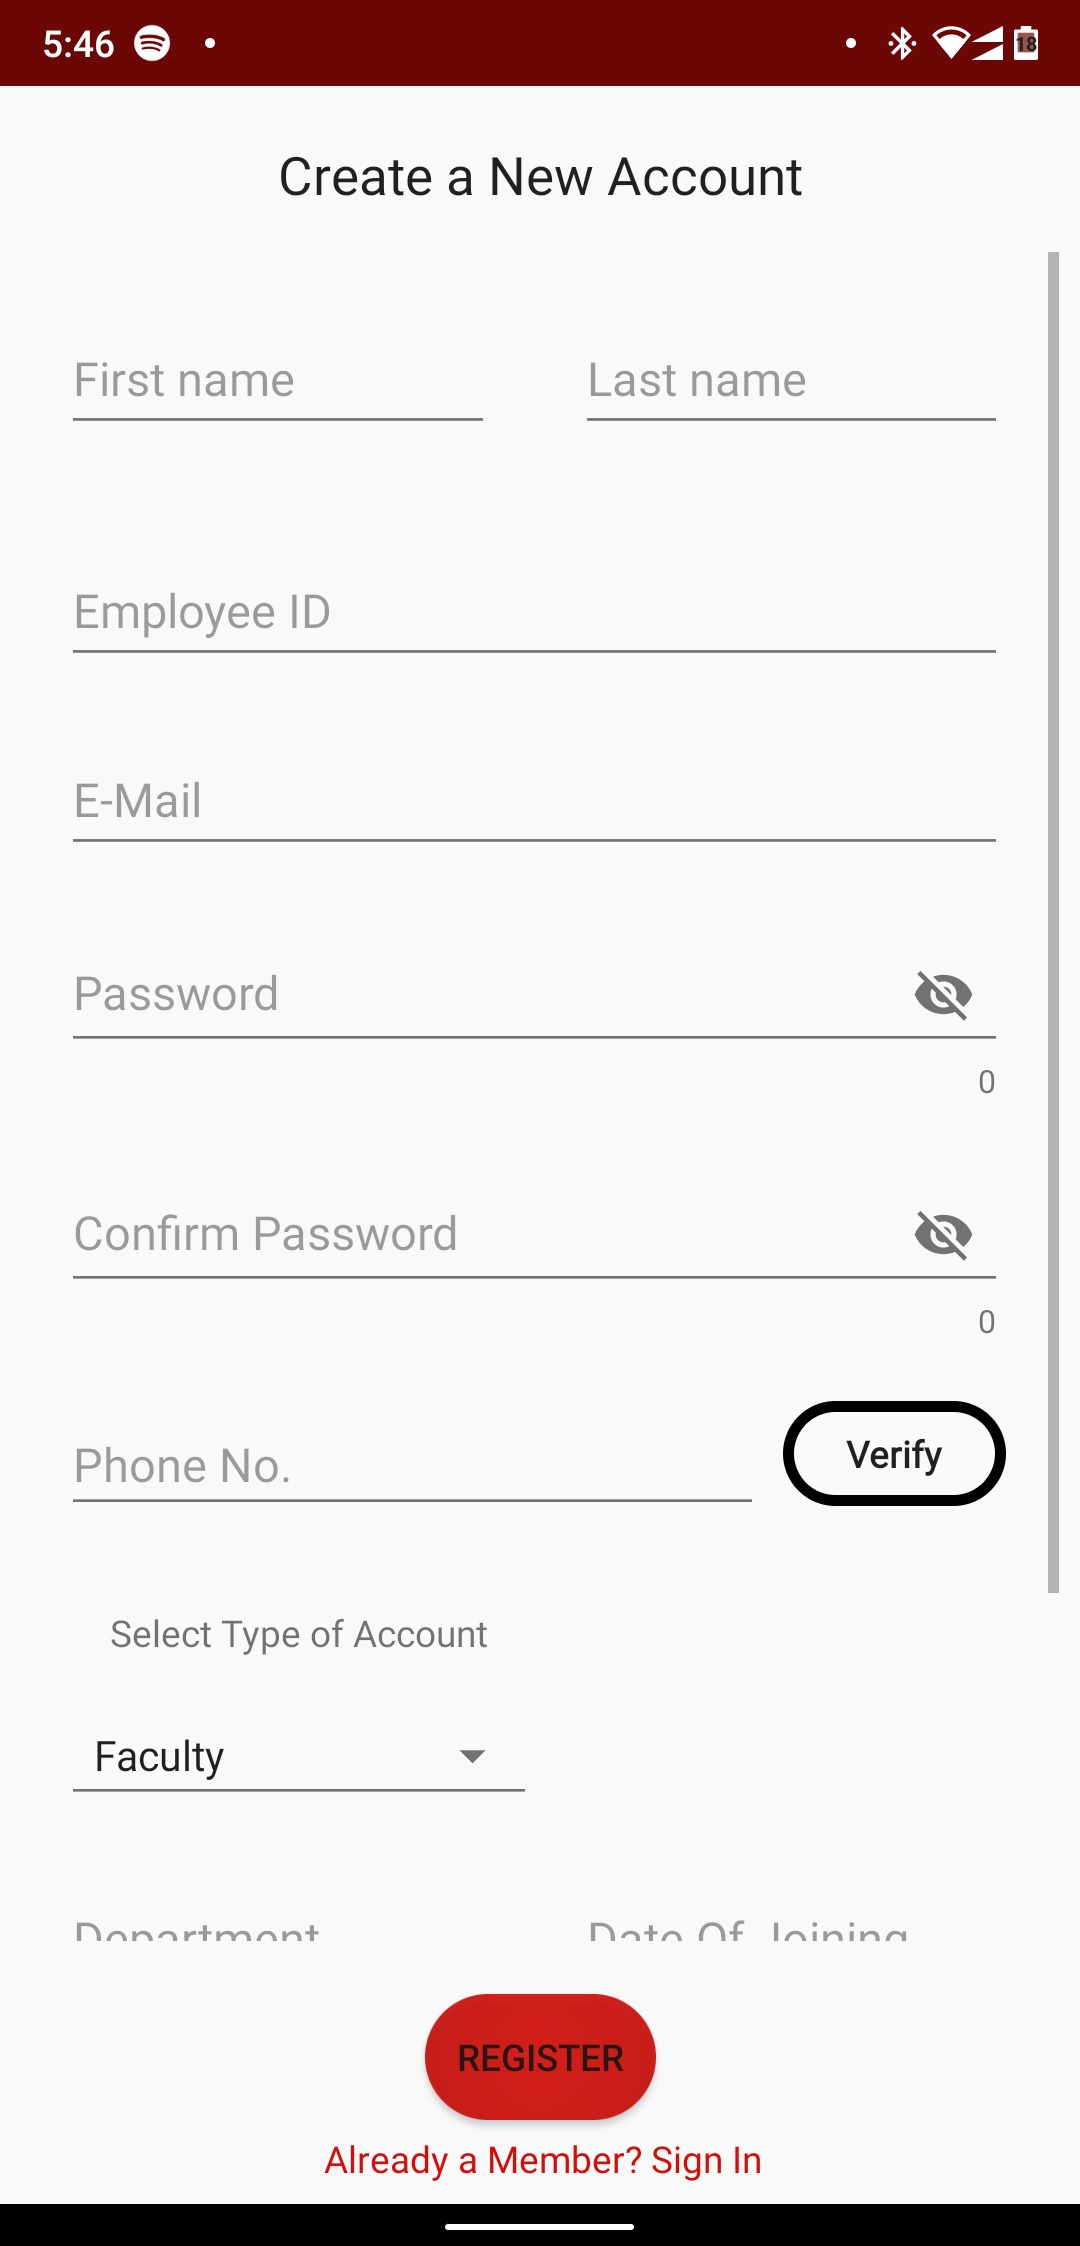 5:46 18
Create a New Account
First name Last name
Employee ID
E-Mail
Password
0
Confirm Password
0
Phone No. Verify
Select Type of Account
Faculty
Department Date Of Joining
REGISTER
Already a Member? Sign In